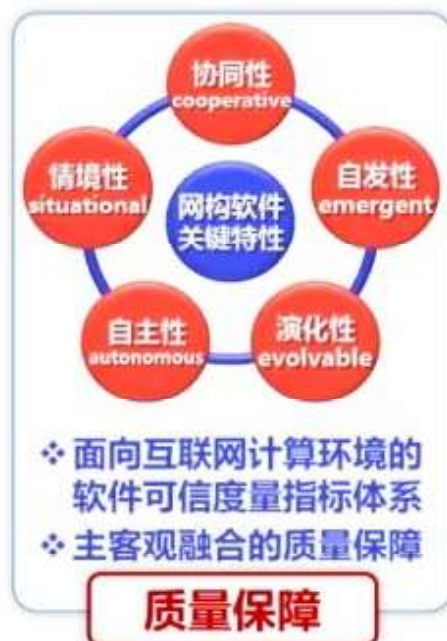 协同性
cooperative
情境性
situational
自发性
emergent
网构软件
关键特性
自主性
autonomous
演化性
evolvable
❖ 面向互联网计算环境的
软件可信度量指标体系
❖ 主客观融合的质量保障
质量保障